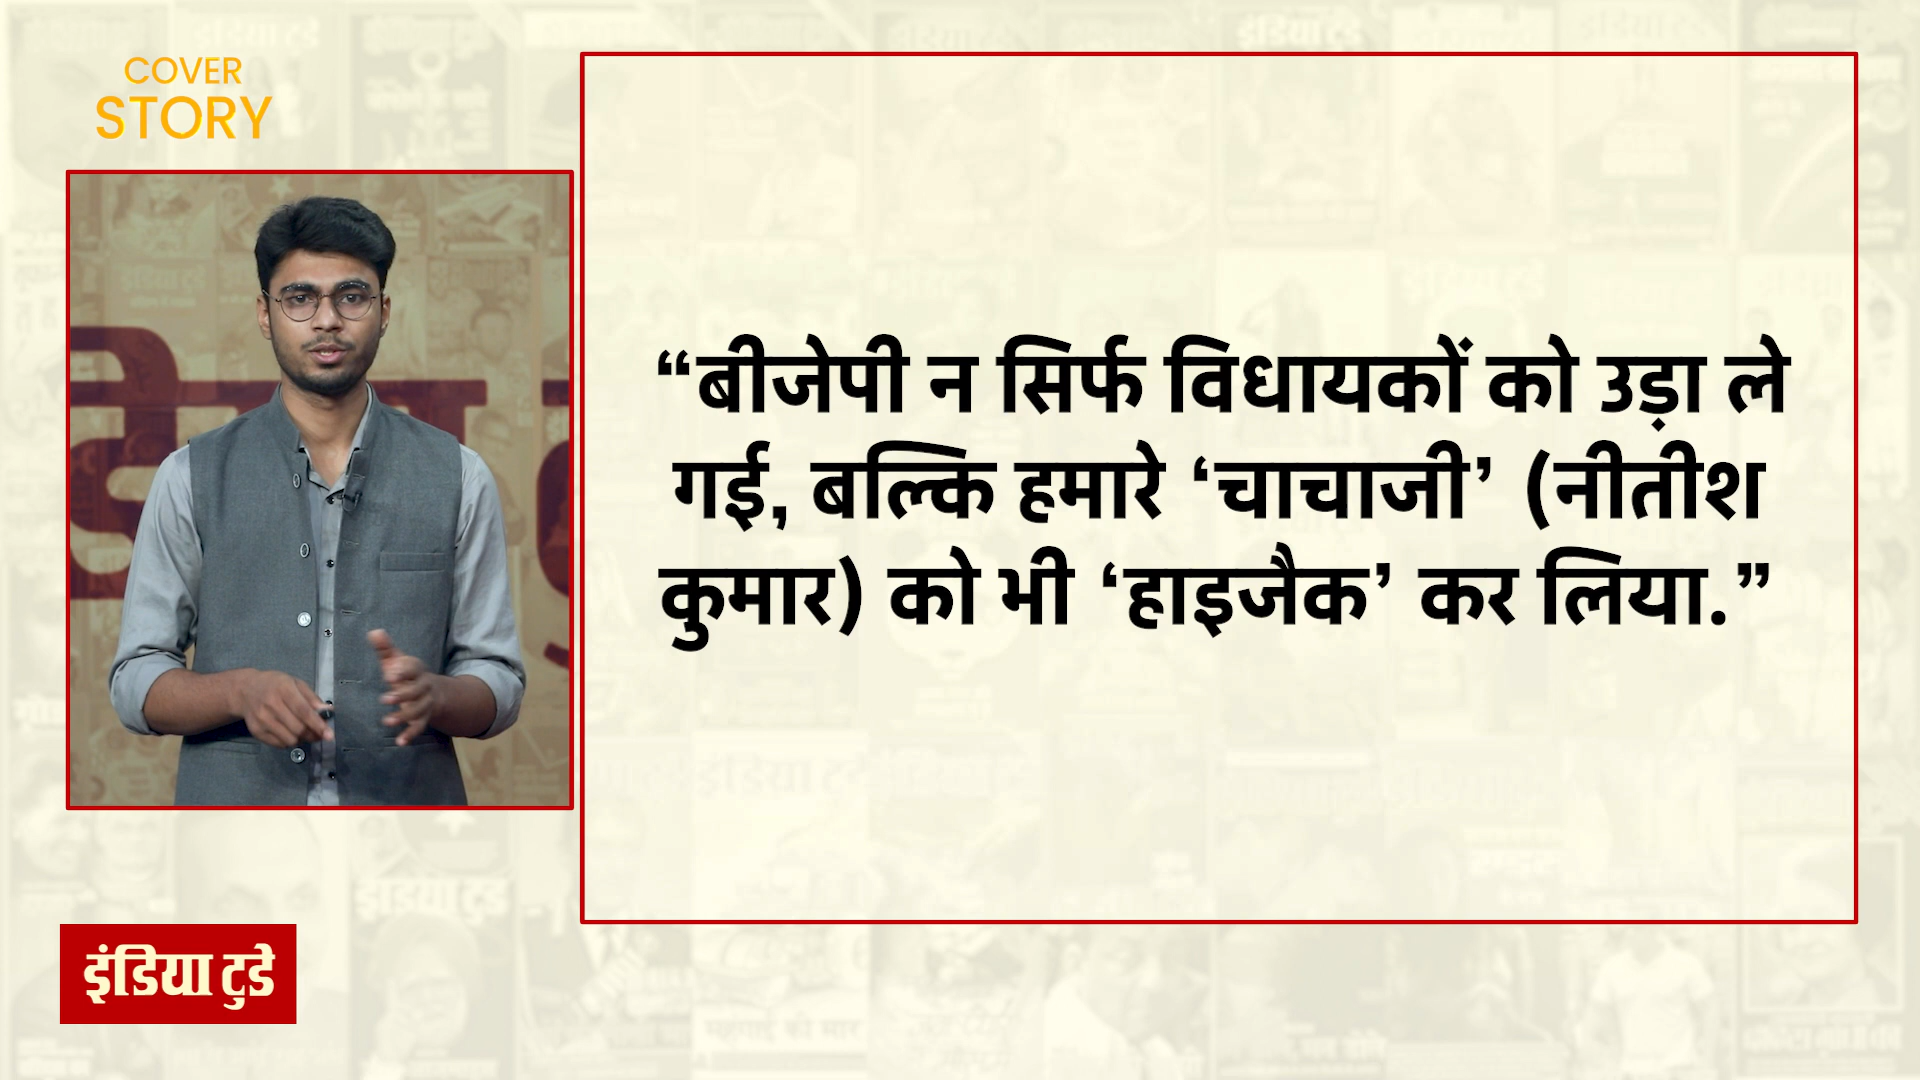 COVER
STORY
“बीजेपी न सिर्फ विधायकों को उड़ा ले
गई, बल्कि हमारे ‘चाचाजी’ (नीतीश
कुमार) को भी ‘हाइजैक’ कर लिया.”
इंडिया टुडे